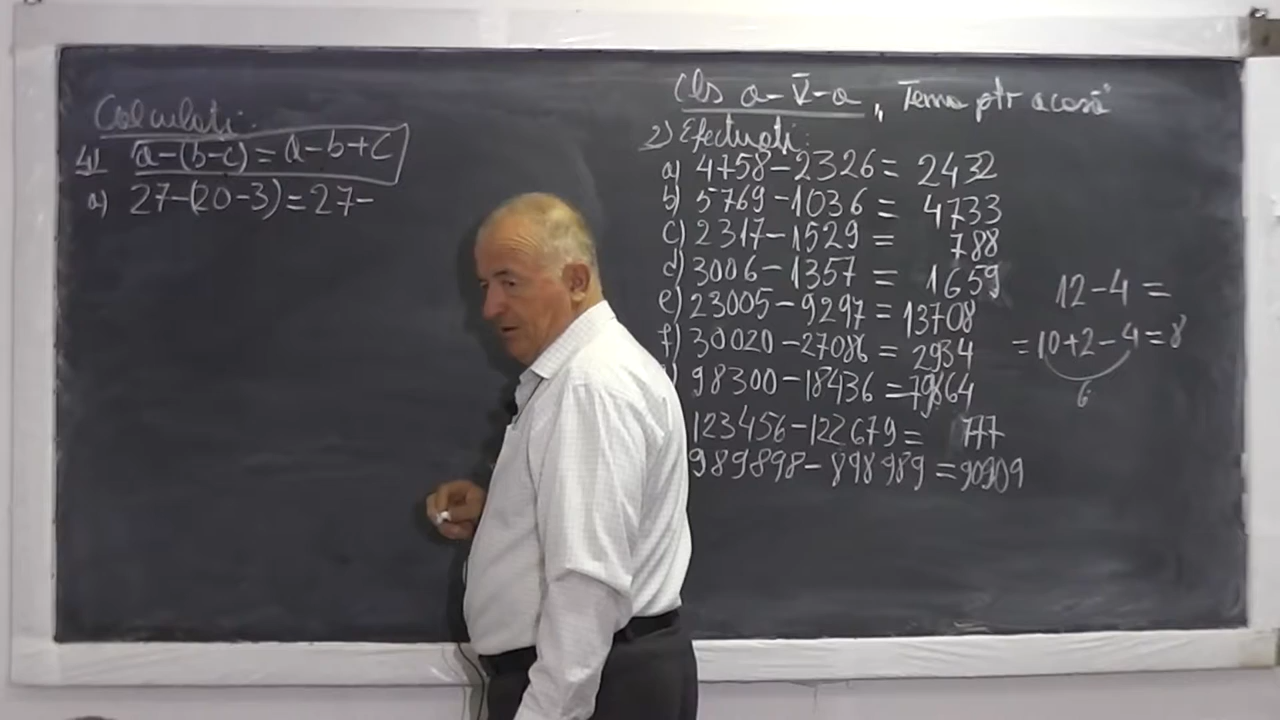 Calculați:
4) a-(b-c)=a-b+c
a) 27-(20-3)=27-
Cls a-V-a „Tema ptr acasă"
2) Efectuați:
a) 4758-2326= 2432
b) 5769-1036= 4733
c) 2317-1529= 788
d) 3006-1357= 1659
e) 23005-9297=13708
f) 30020-27086= 2934
98300-18436=79864
123456-122679= 777
989898-898989=90909
12-4=
=10+2-4=8
6